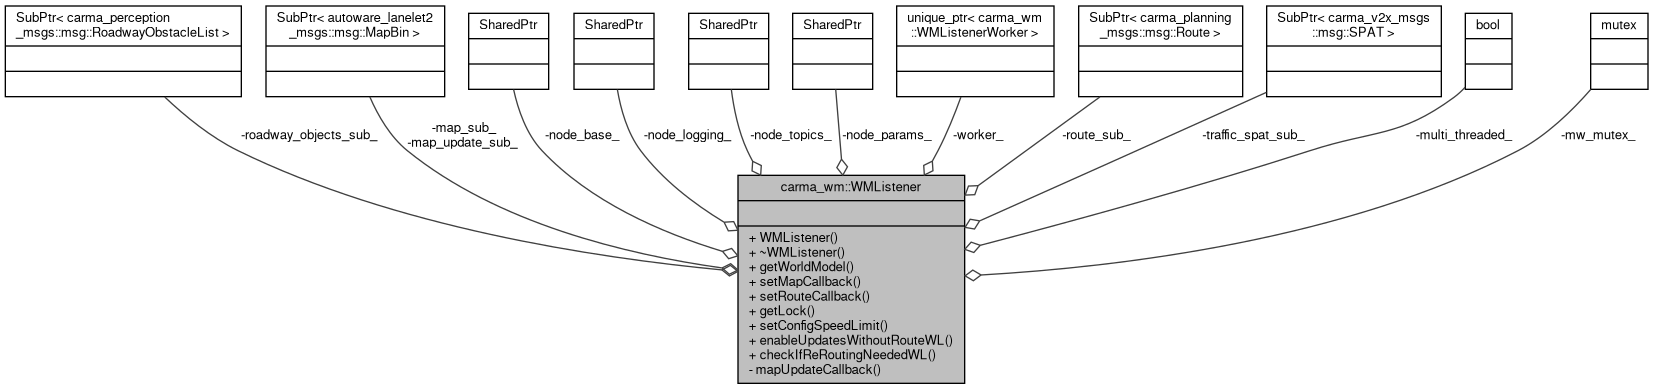 SubPtr< carma_perception
_msgs::msg::RoadwayObstacleList >
SubPtr< autoware_lanelet2
_msgs::msg::MapBin >
SharedPtr
SharedPtr
SharedPtr
SharedPtr
unique_ptr< carma_wm
::WMListenerWorker >
SubPtr< carma_planning
_msgs::msg::Route >
SubPtr< carma_v2x_msgs
::msg::SPAT >
bool
mutex
-roadway_objects_sub_
-map_sub_
-map_update_sub_
-node_base_
-node_logging_
-node_topics_
-node_params_
-worker_
-route_sub_
-traffic_spat_sub_
-multi_threaded_
-mw_mutex_
carma_wm::WMListener
+ WMListener()
+ ~WMListener()
+ getWorldModel()
+ setMapCallback()
+ setRouteCallback()
+ getLock()
+ setConfigSpeedLimit()
+ enableUpdatesWithoutRouteWL()
+ checkIfReRoutingNeededWL()
- mapUpdateCallback()